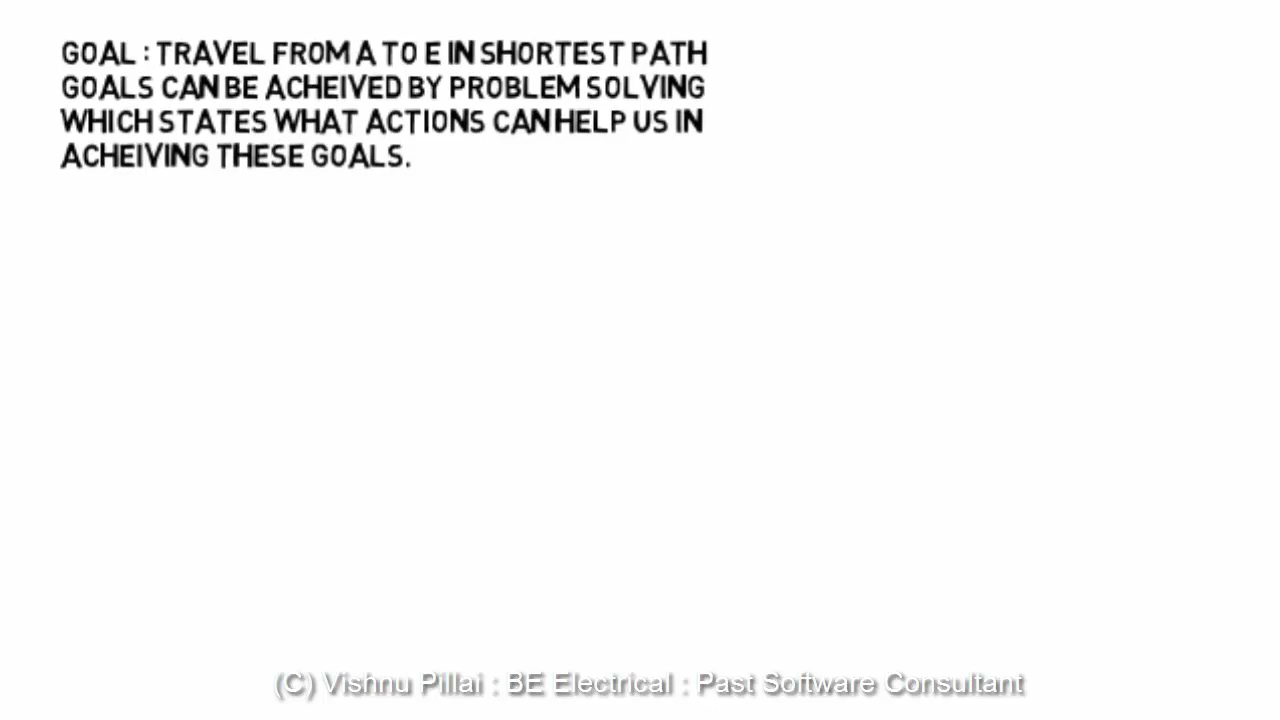 GOAL : TRAVEL FROM A TO E IN SHORTEST PATH
GOALS CAN BE ACHEIVED BY PROBLEM SOLVING
WHICH STATES WHAT ACTIONS CAN HELP US IN
ACHEIVING THESE GOALS.
(C) Vishnu Pillai : BE Electrical : Past Software Consultant